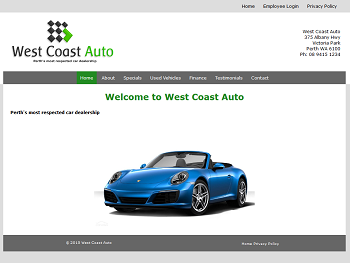 Home Employee Login Privacy Policy
West Coast Auto
Perth's most respected car dealership
West Coast Auto
375 Albany Hwy
Victoria Park
Perth WA 6100
Ph: 08 9415 1234
Home About Specials Used Vehicles Finance Testimonials Contact
Welcome to West Coast Auto
Perth's most respected car dealership
© 2019 West Coast Auto Home Privacy Policy